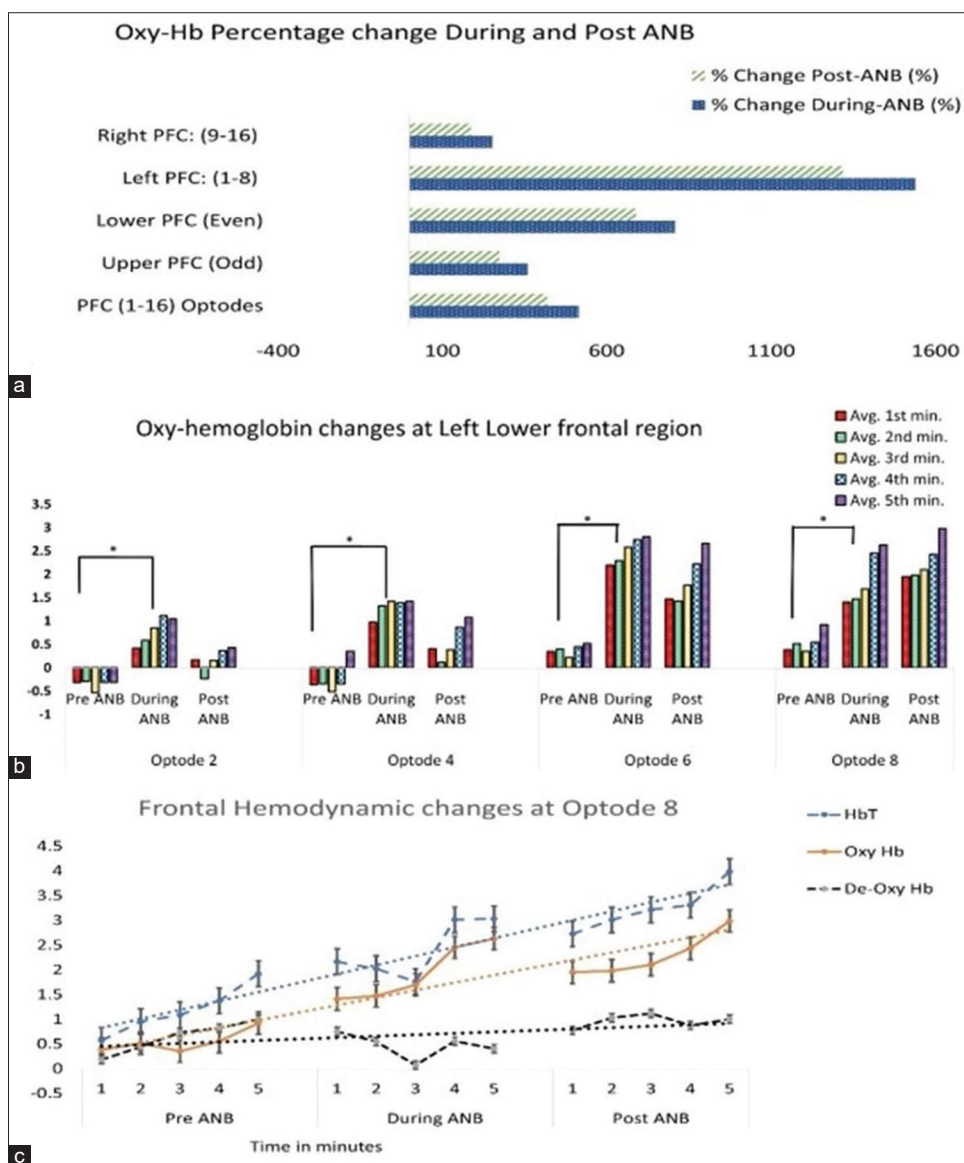 Oxy-Hb Percentage change During and Post ANB
% Change Post-ANB (%)
% Change During-ANB (%)
Right PFC: (9-16)
Left PFC: (1-8)
Lower PFC (Even)
Upper PFC (Odd)
PFC (1-16) Optodes
-400 100 600 1100 1600
a
Oxy-hemoglobin changes at Left Lower frontal region
Avg. 1st min.
Avg. 2nd min.
Avg. 3rd min.
Avg. 4th min.
Avg. 5th min.
3.5
3
2.5
2
1.5
1
0.5
0
-0.5
-1
* * * *
Pre ANB During ANB Post ANB Pre ANB During ANB Post ANB Pre ANB During ANB Post ANB Pre ANB During ANB Post ANB
Optode 2 Optode 4 Optode 6 Optode 8
b
Frontal Hemodynamic changes at Optode 8
HbT
Oxy Hb
De-Oxy Hb
4.5
4
3.5
3
2.5
2
1.5
1
0.5
0
-0.5
1 2 3 4 5 1 2 3 4 5 1 2 3 4 5
Pre ANB During ANB Post ANB
Time in minutes
c